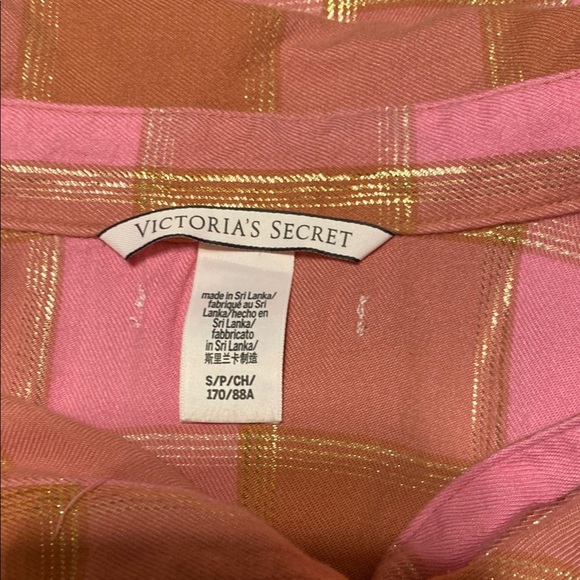 VICTORIA'S SECRET
made in Sri Lanka/
fabriqué au Sri
Lanka/hecho en
Sri Lanka/
fabbricato
in Sri Lanka/
斯里兰卡制造
S/P/CH/
170/88A